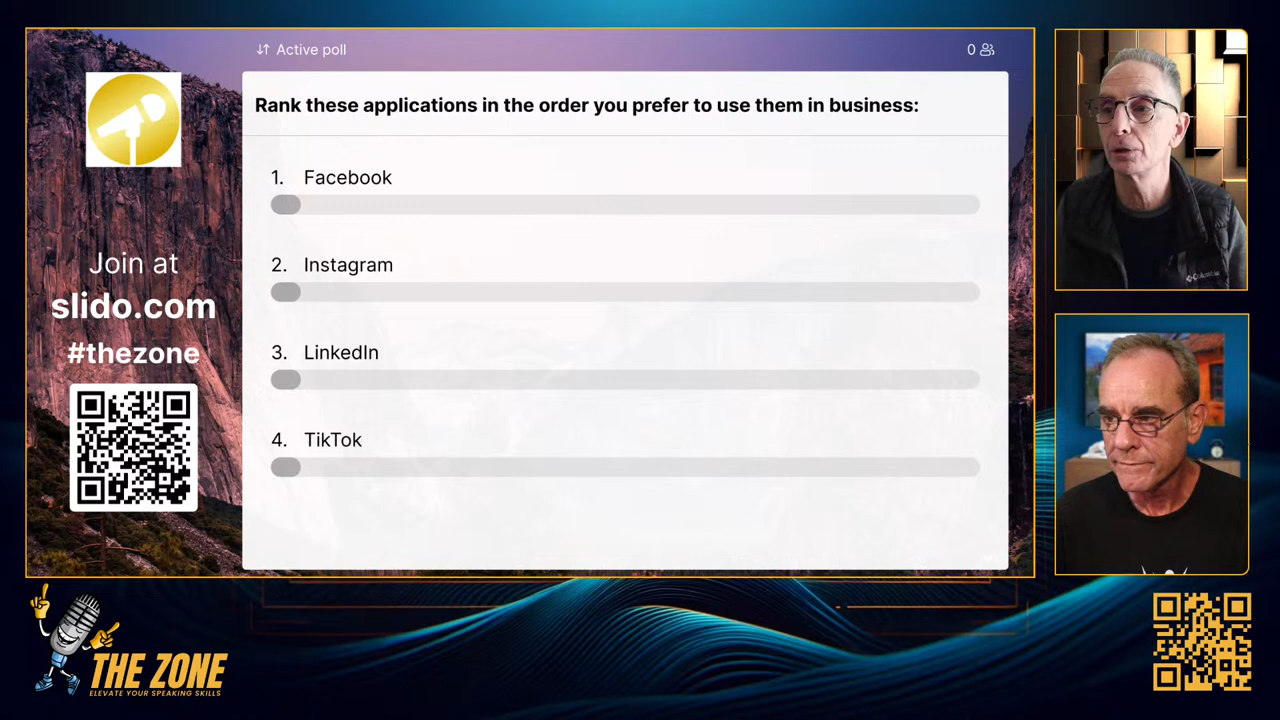 Active poll
0
Rank these applications in the order you prefer to use them in business:
1. Facebook
2. Instagram
3. LinkedIn
4. TikTok
Join at
slido.com
#thezone
Columbia
THE ZONE
ELEVATE YOUR SPEAKING SKILLS